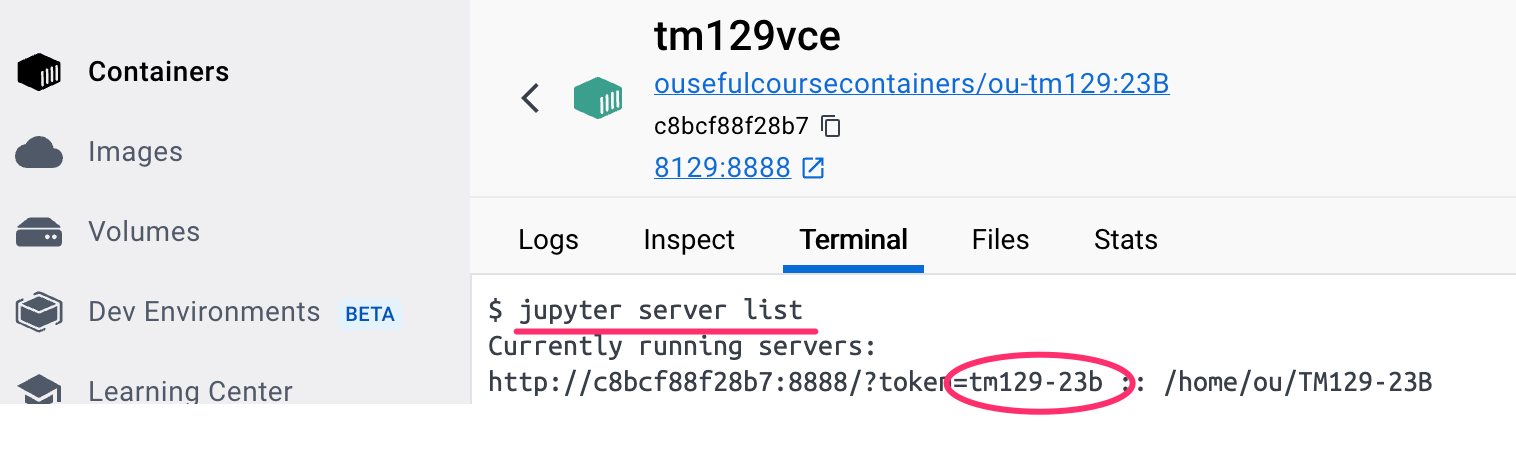 Containers
Images
Volumes
Dev Environments BETA
Learning Center
tm129vce
ousefulcoursecontainers/ou-tm129:23B
c8bcf88f28b7
8129:8888
Logs Inspect Terminal Files Stats
$ jupyter server list
Currently running servers:
http://c8bcf88f28b7:8888/?token=tm129-23b :: /home/ou/TM129-23B